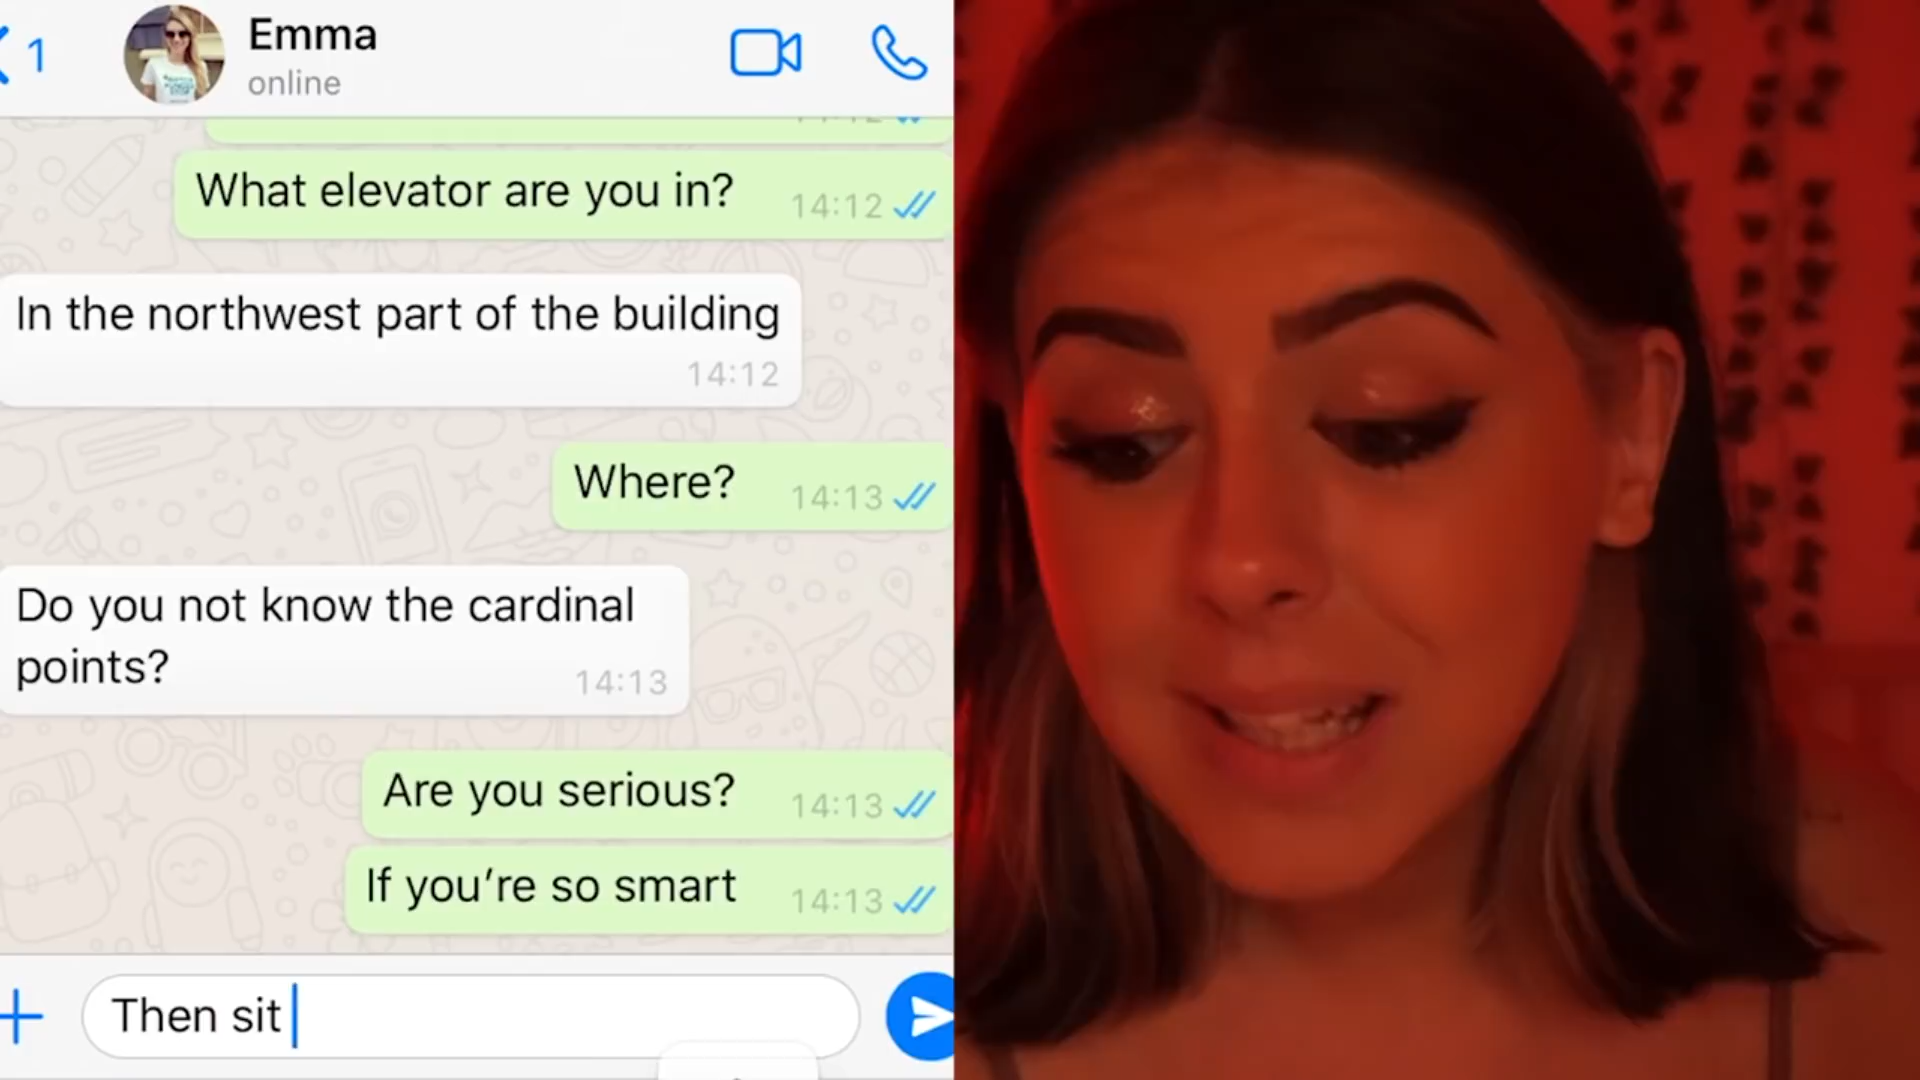 1
Emma
online
What elevator are you in?
14:12
In the northwest part of the building
14:12
Where?
14:13
Do you not know the cardinal
points?
14:13
Are you serious?
14:13
If you're so smart
14:13
Then sit